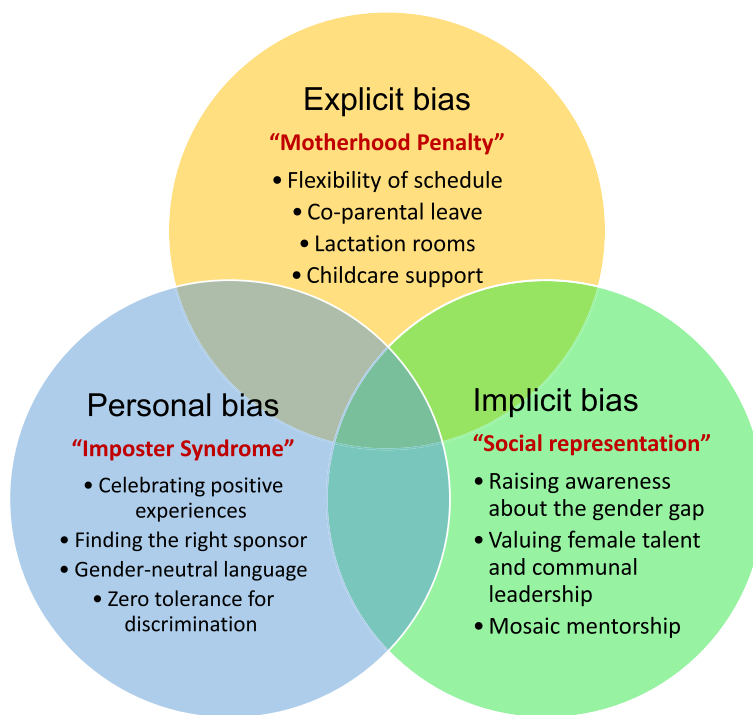 Explicit bias
“Motherhood Penalty”
• Flexibility of schedule
• Co-parental leave
• Lactation rooms
• Childcare support
Personal bias
“Imposter Syndrome”
• Celebrating positive
experiences
• Finding the right sponsor
• Gender-neutral language
• Zero tolerance for
discrimination
Implicit bias
“Social representation”
• Raising awareness
about the gender gap
• Valuing female talent
and communal
leadership
• Mosaic mentorship